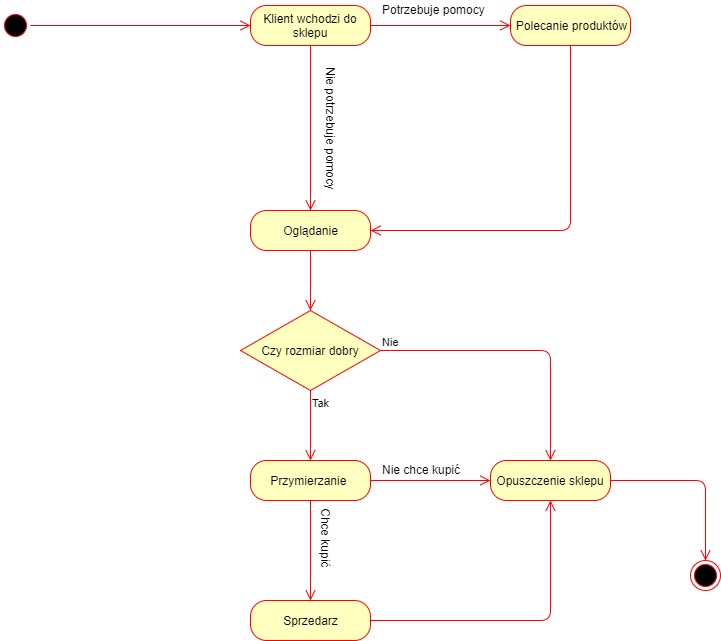 Klient wchodzi do
sklepu
Potrzebuje pomocy
Polecanie produktów
Nie potrzebuje pomocy
Oglądanie
Czy rozmiar dobry
Nie
Tak
Przymierzanie
Nie chce kupić
Opuszczenie sklepu
Chce kupić
Sprzedarz